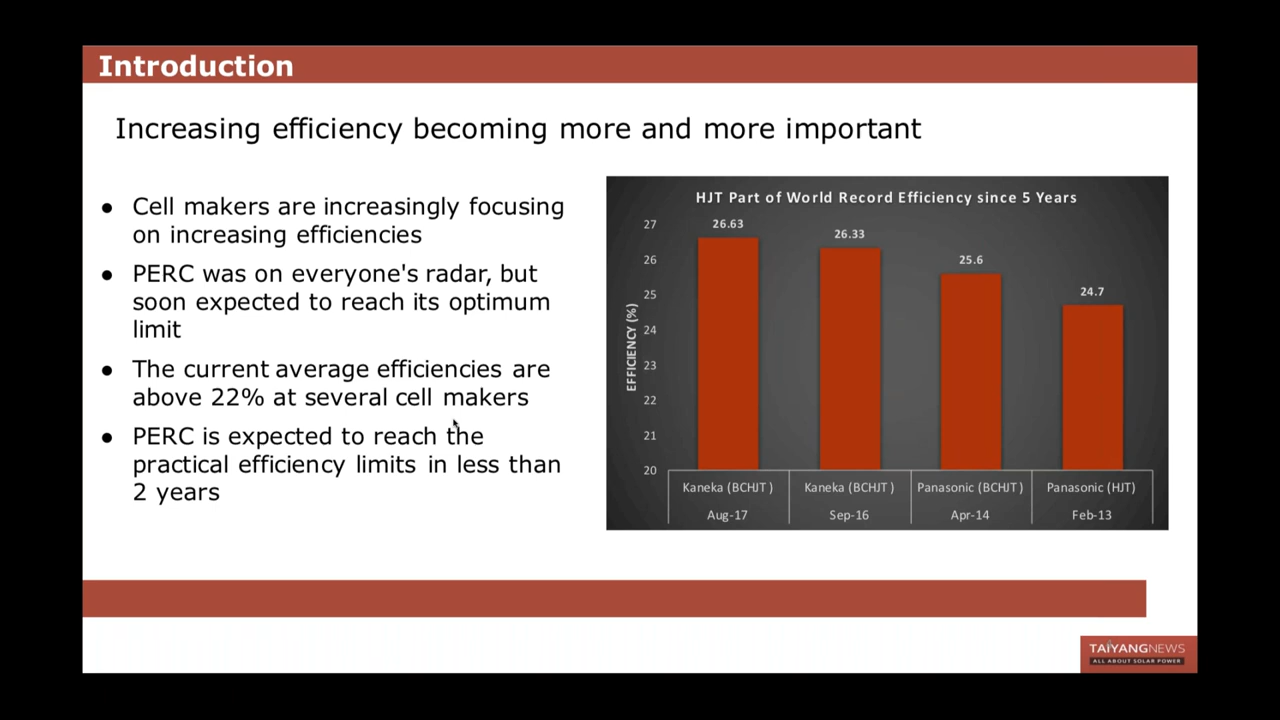 Introduction
Increasing efficiency becoming more and more important
● Cell makers are increasingly focusing
on increasing efficiencies
● PERC was on everyone's radar, but
soon expected to reach its optimum
limit
● The current average efficiencies are
above 22% at several cell makers
● PERC is expected to reach the
practical efficiency limits in less than
2 years
HJT Part of World Record Efficiency since 5 Years
EFFICIENCY (%)
27
26
25
24
23
22
21
20
26.63
26.33
25.6
24.7
Kaneka (BCHJT) Kaneka (BCHJT) Panasonic (BCHJT) Panasonic (HJT)
Aug-17 Sep-16 Apr-14 Feb-13
TAIYANGNEWS
ALL ABOUT SOLAR POWER